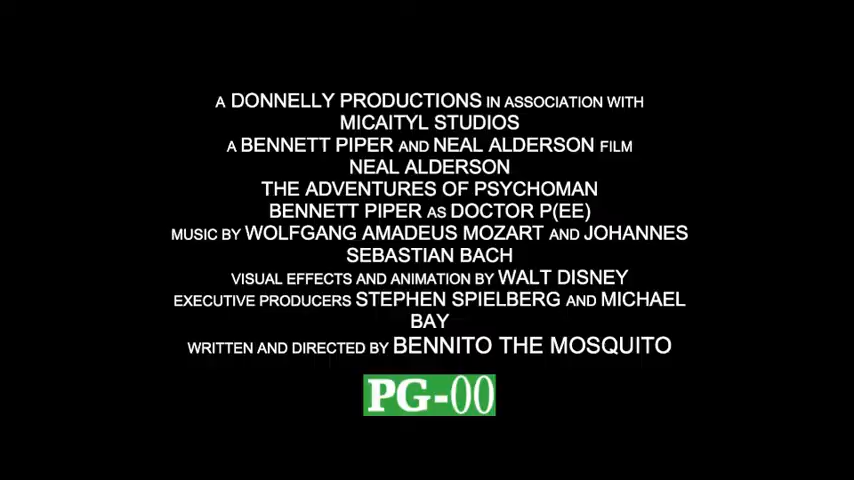 A DONNELLY PRODUCTIONS IN ASSOCIATION WITH
MICAITYL STUDIOS
A BENNETT PIPER AND NEAL ALDERSON FILM
NEAL ALDERSON
THE ADVENTURES OF PSYCHOMAN
BENNETT PIPER AS DOCTOR P(EE)
MUSIC BY WOLFGANG AMADEUS MOZART AND JOHANNES
SEBASTIAN BACH
VISUAL EFFECTS AND ANIMATION BY WALT DISNEY
EXECUTIVE PRODUCERS STEPHEN SPIELBERG AND MICHAEL
BAY
WRITTEN AND DIRECTED BY BENNITO THE MOSQUITO
PG-00